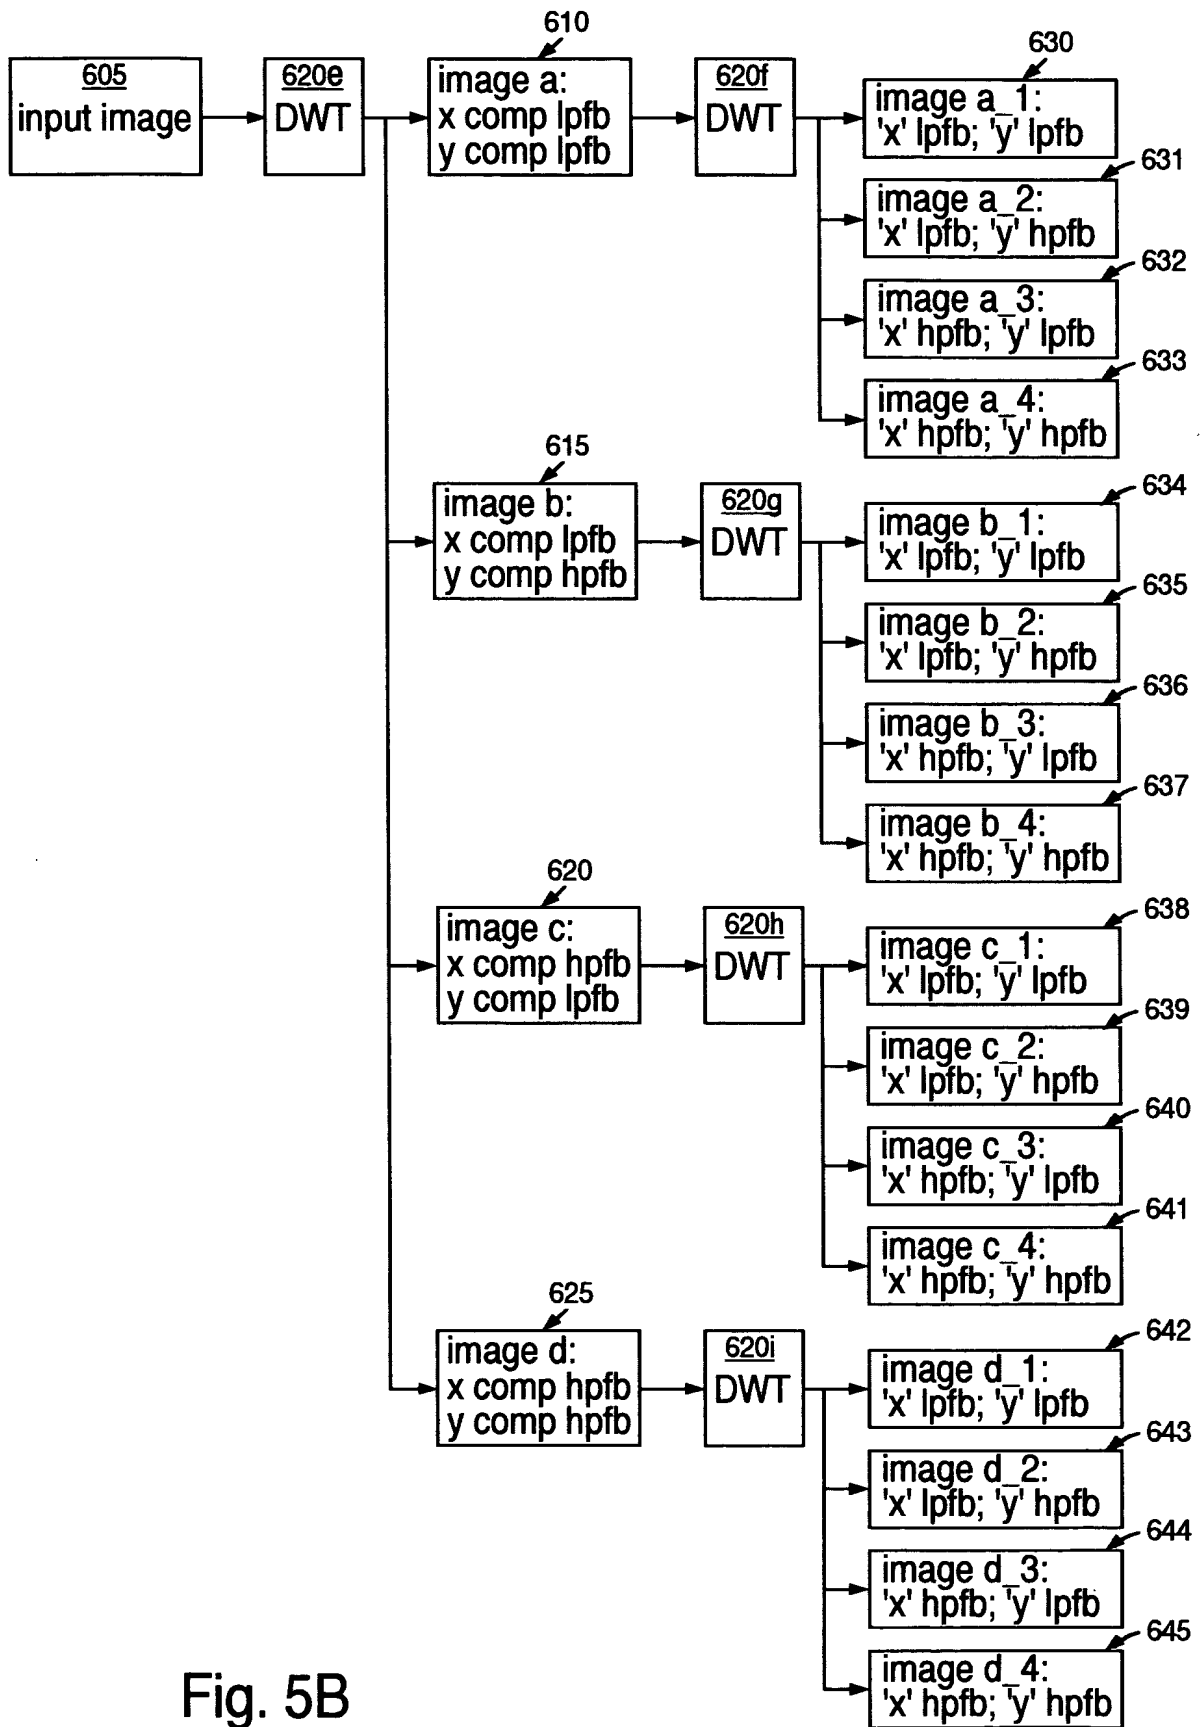 610
630
605
input image
620e
DWT
image a:
x comp lpfb
y comp lpfb
620f
DWT
image a_1:
'x' lpfb; 'y' lpfb
631
image a_2:
'x' lpfb; 'y' hpfb
632
image a_3:
'x' hpfb; 'y' lpfb
633
image a_4:
'x' hpfb; 'y' hpfb
615
image b:
x comp lpfb
y comp hpfb
620g
DWT
634
image b_1:
'x' lpfb; 'y' lpfb
635
image b_2:
'x' lpfb; 'y' hpfb
636
image b_3:
'x' hpfb; 'y' lpfb
637
image b_4:
'x' hpfb; 'y' hpfb
620
image c:
x comp hpfb
y comp lpfb
620h
DWT
638
image c_1:
'x' lpfb; 'y' lpfb
639
image c_2:
'x' lpfb; 'y' hpfb
640
image c_3:
'x' hpfb; 'y' lpfb
641
image c_4:
'x' hpfb; 'y' hpfb
625
image d:
x comp hpfb
y comp hpfb
620i
DWT
642
image d_1:
'x' lpfb; 'y' lpfb
643
image d_2:
'x' lpfb; 'y' hpfb
644
image d_3:
'x' hpfb; 'y' lpfb
645
image d_4:
'x' hpfb; 'y' hpfb
Fig. 5B